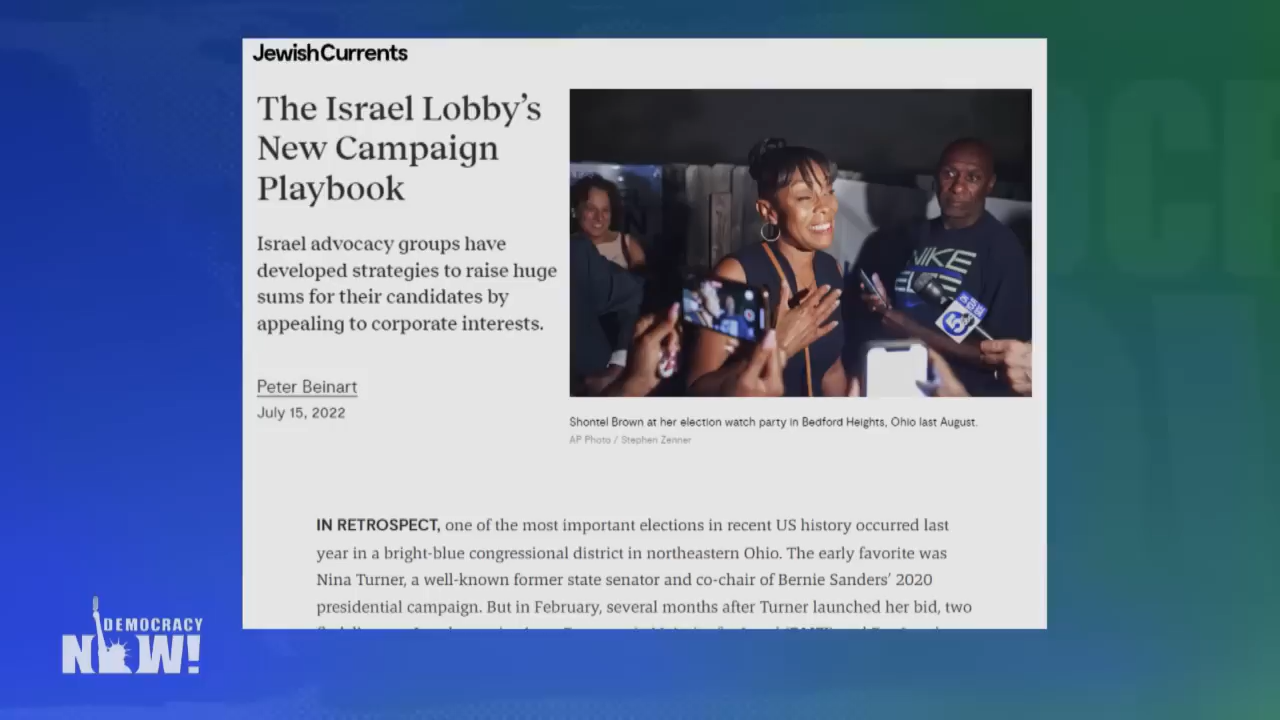 JewishCurrents
The Israel Lobby's
New Campaign
Playbook
Israel advocacy groups have
developed strategies to raise huge
sums for their candidates by
appealing to corporate interests.
Peter Beinart
July 15, 2022
NIKE
5
Shontel Brown at her election watch party in Bedford Heights, Ohio last August.
AP Photo / Stephen Zenner
IN RETROSPECT, one of the most important elections in recent US history occurred last
year in a bright-blue congressional district in northeastern Ohio. The early favorite was
Nina Turner, a well-known former state senator and co-chair of Bernie Sanders' 2020
presidential campaign. But in February, several months after Turner launched her bid, two
DEMOCRACY
NOW!